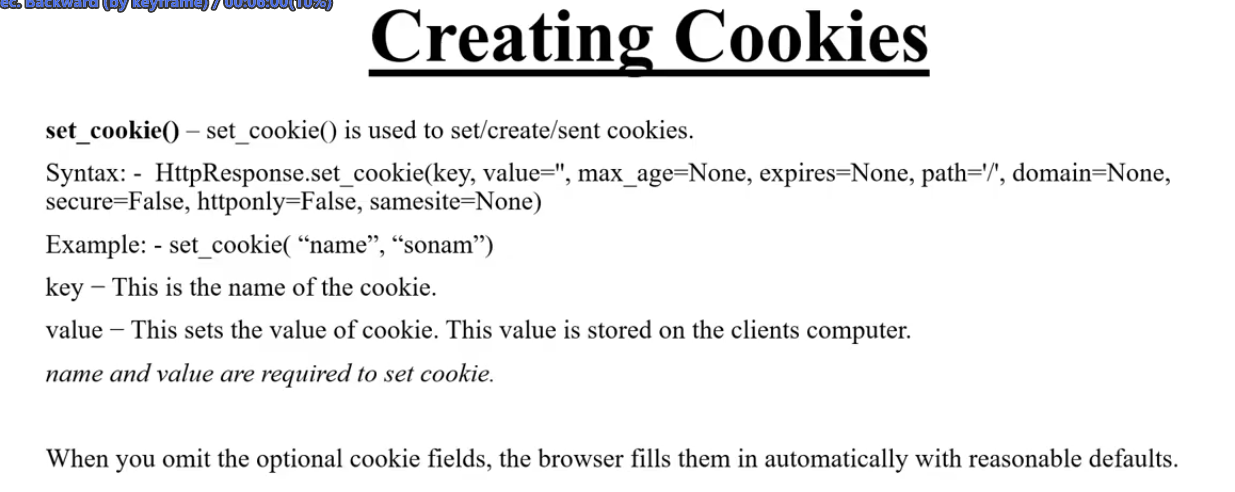 ec. Backward (by keyframe) / 00:06:00(10%)
Creating Cookies
set_cookie() – set_cookie() is used to set/create/sent cookies.
Syntax: - HttpResponse.set_cookie(key, value='', max_age=None, expires=None, path='/', domain=None,
secure=False, httponly=False, samesite=None)
Example: - set_cookie( “name”, “sonam”)
key − This is the name of the cookie.
value − This sets the value of cookie. This value is stored on the clients computer.
name and value are required to set cookie.
When you omit the optional cookie fields, the browser fills them in automatically with reasonable defaults.